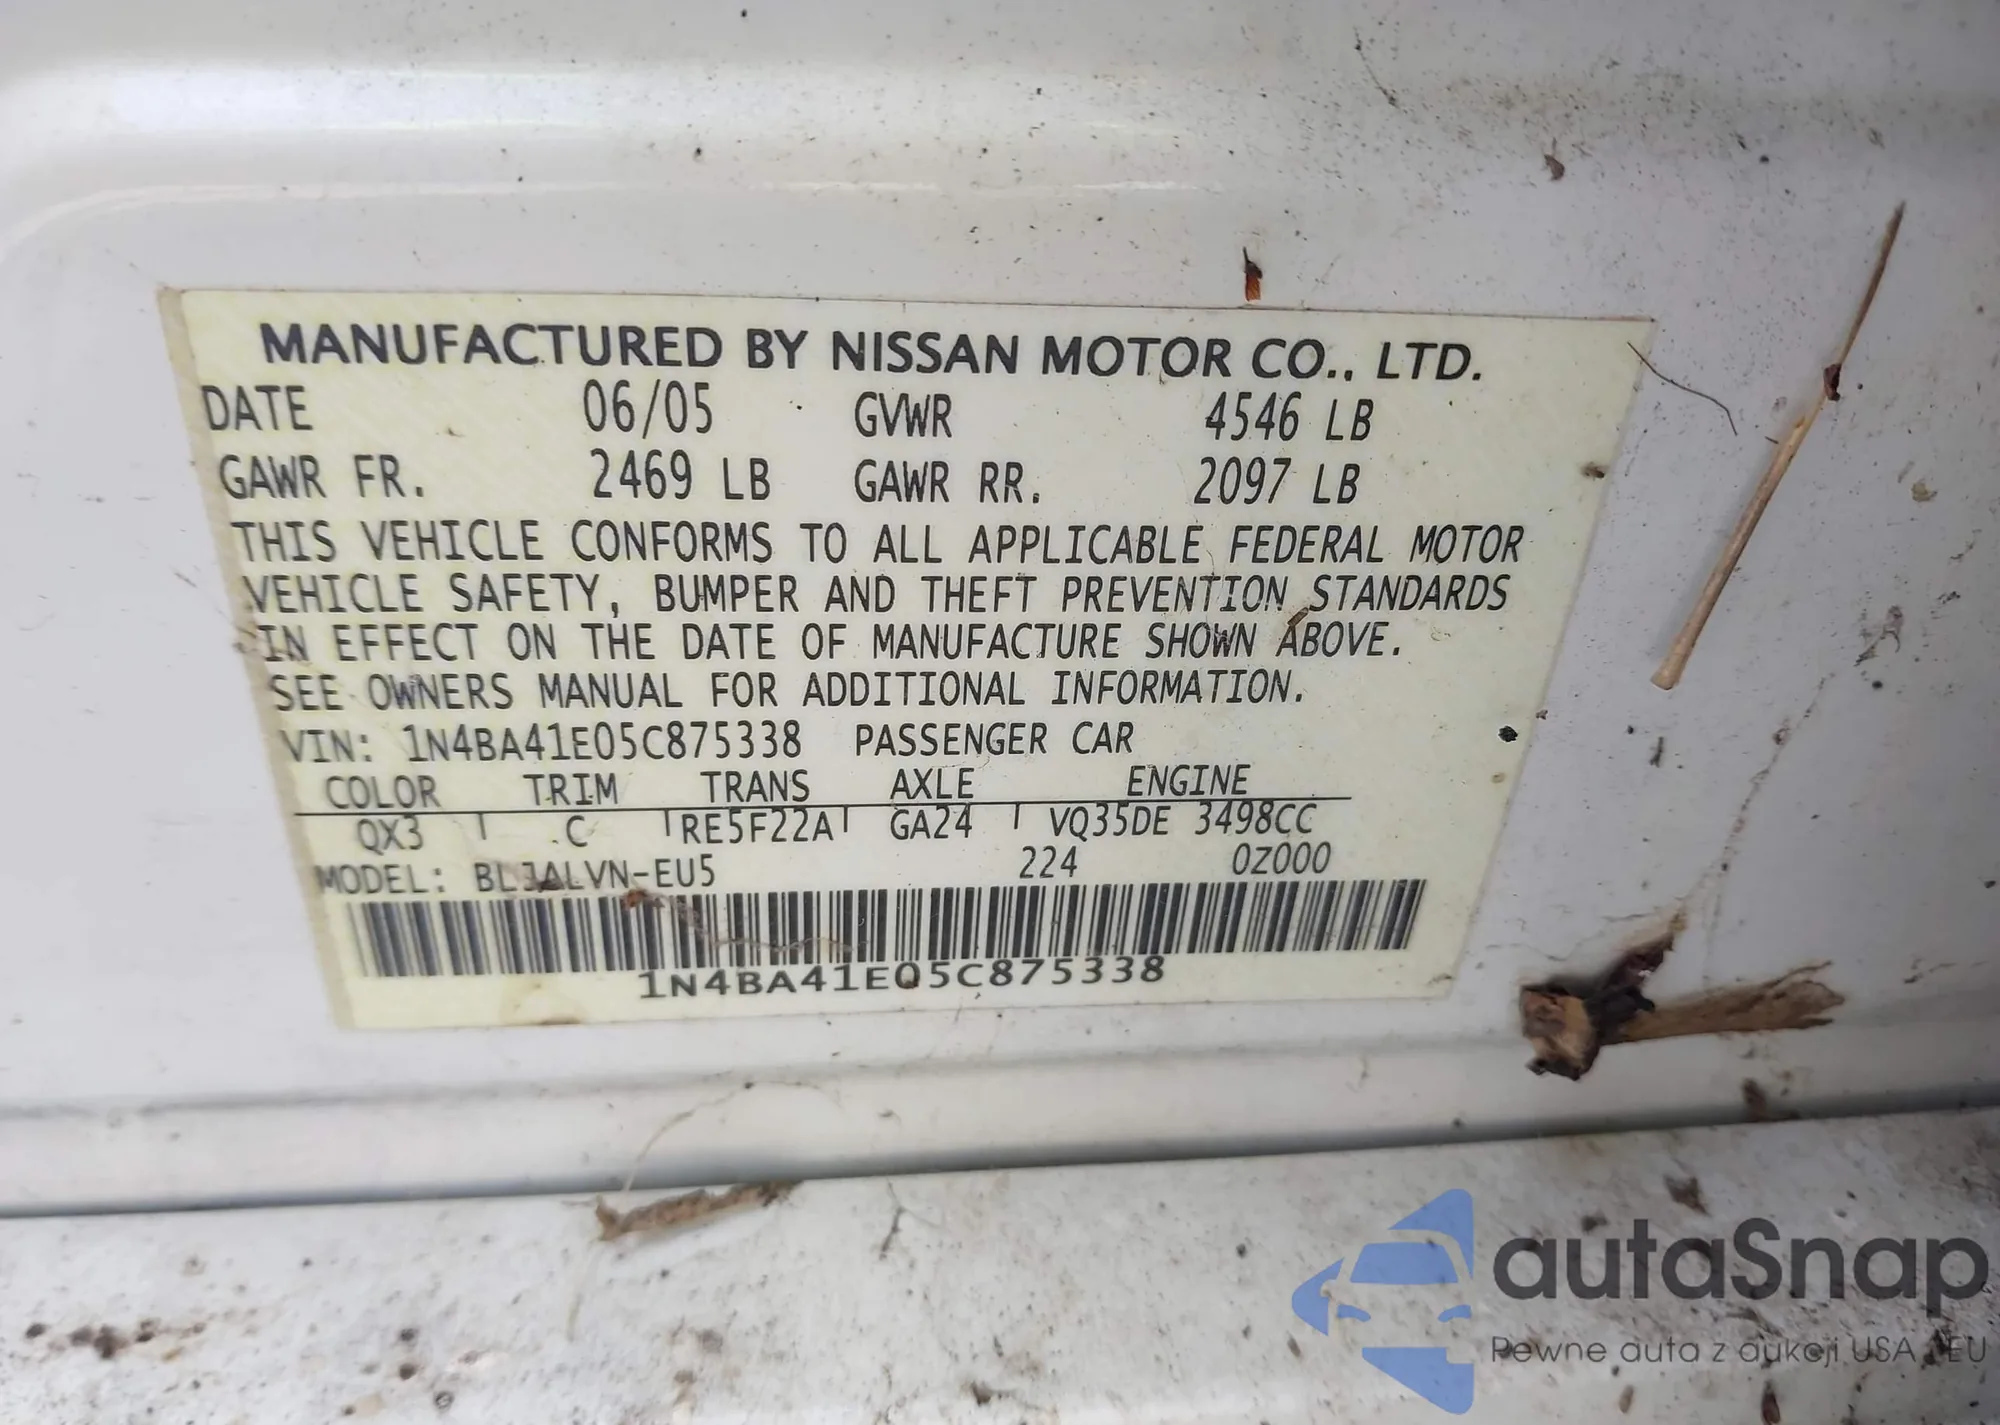 MANUFACTURED BY NISSAN MOTOR CO., LTD.
DATE 06/05 GVWR 4546 LB
GAWR FR. 2469 LB GAWR RR. 2097 LB
THIS VEHICLE CONFORMS TO ALL APPLICABLE FEDERAL MOTOR
VEHICLE SAFETY, BUMPER AND THEFT PREVENTION STANDARDS
IN EFFECT ON THE DATE OF MANUFACTURE SHOWN ABOVE.
SEE OWNERS MANUAL FOR ADDITIONAL INFORMATION.
VIN: 1N4BA41E05C875338 PASSENGER CAR
COLOR TRIM TRANS AXLE ENGINE
QX3 C RE5F22A GA24 VQ35DE 3498CC
MODEL: BLJALVN-EU5 224 0Z000
1N4BA41E05C875338
autaSnap
Pewne auta z aukcji USA i EU